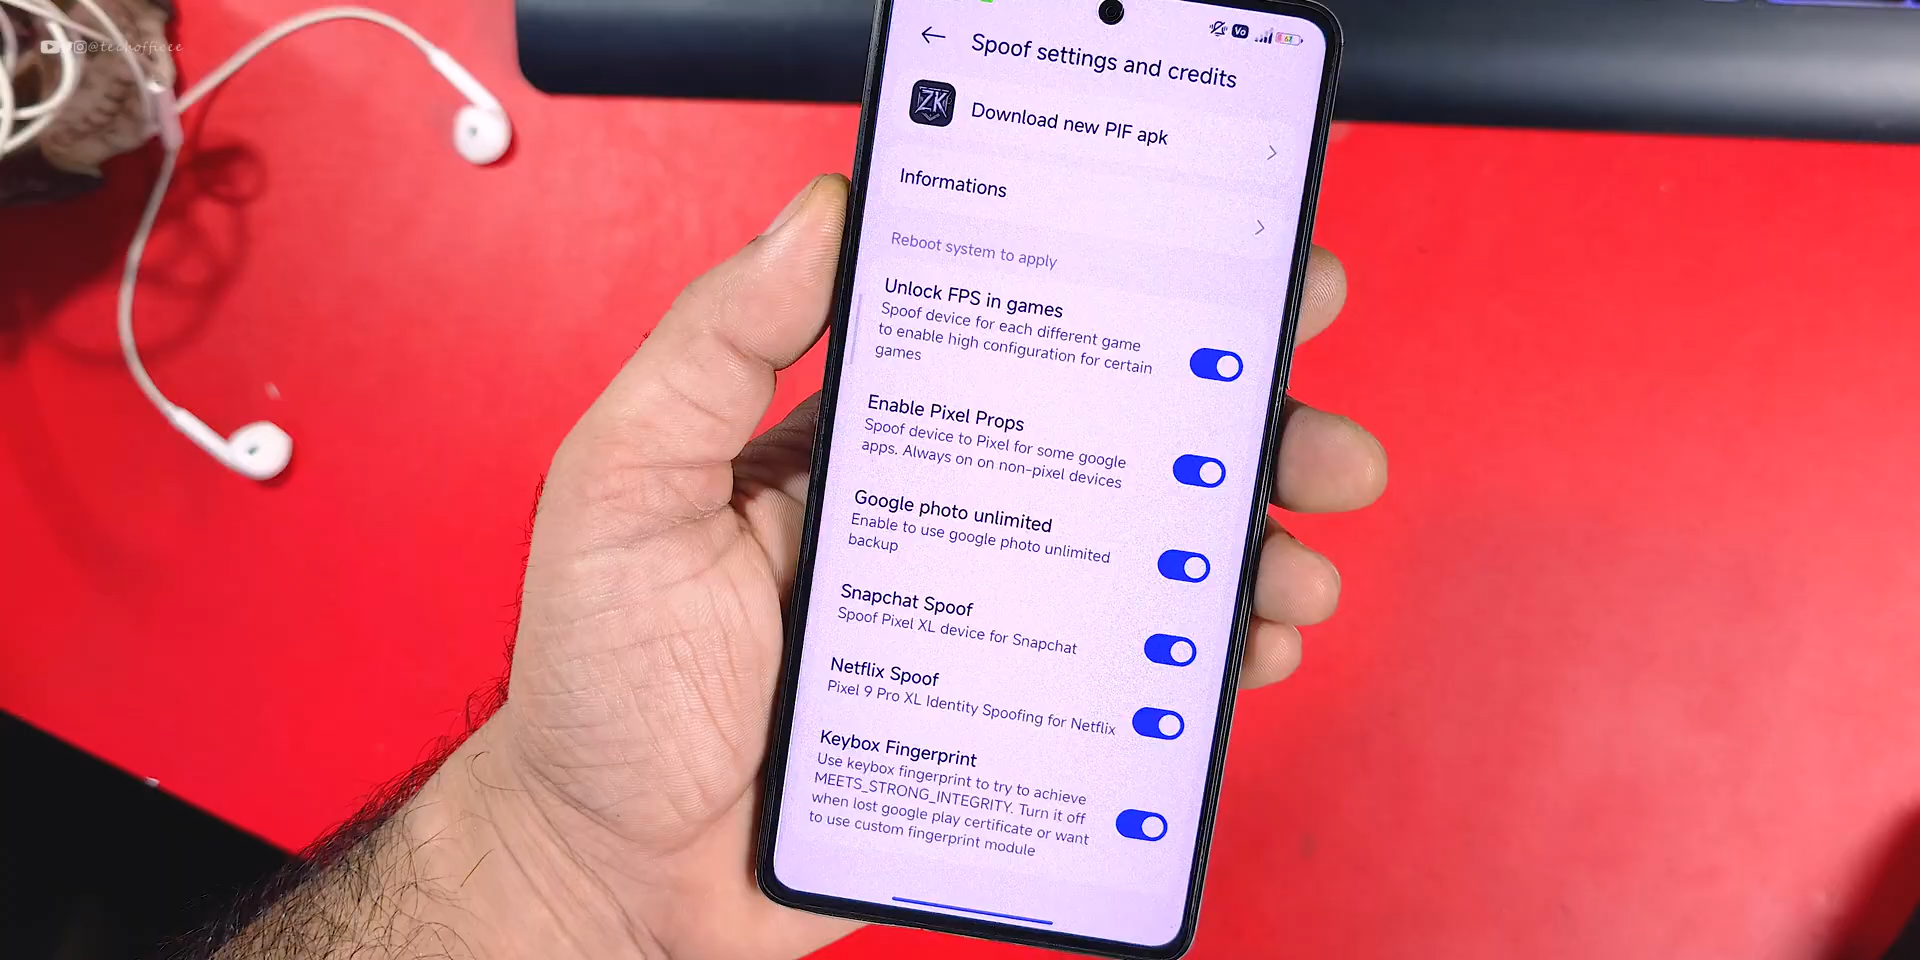 @techofficee
Vo
67
Spoof settings and credits
ZK
Download new PIF apk
Informations
Reboot system to apply
Unlock FPS in games
Spoof device for each different game
to enable high configuration for certain
games
Enable Pixel Props
Spoof device to Pixel for some google
apps. Always on on non-pixel devices
Google photo unlimited
Enable to use google photo unlimited
backup
Snapchat Spoof
Spoof Pixel XL device for Snapchat
Netflix Spoof
Pixel 9 Pro XL Identity Spoofing for Netflix
Keybox Fingerprint
Use keybox fingerprint to try to achieve
MEETS_STRONG_INTEGRITY. Turn it off
when lost google play certificate or want
to use custom fingerprint module